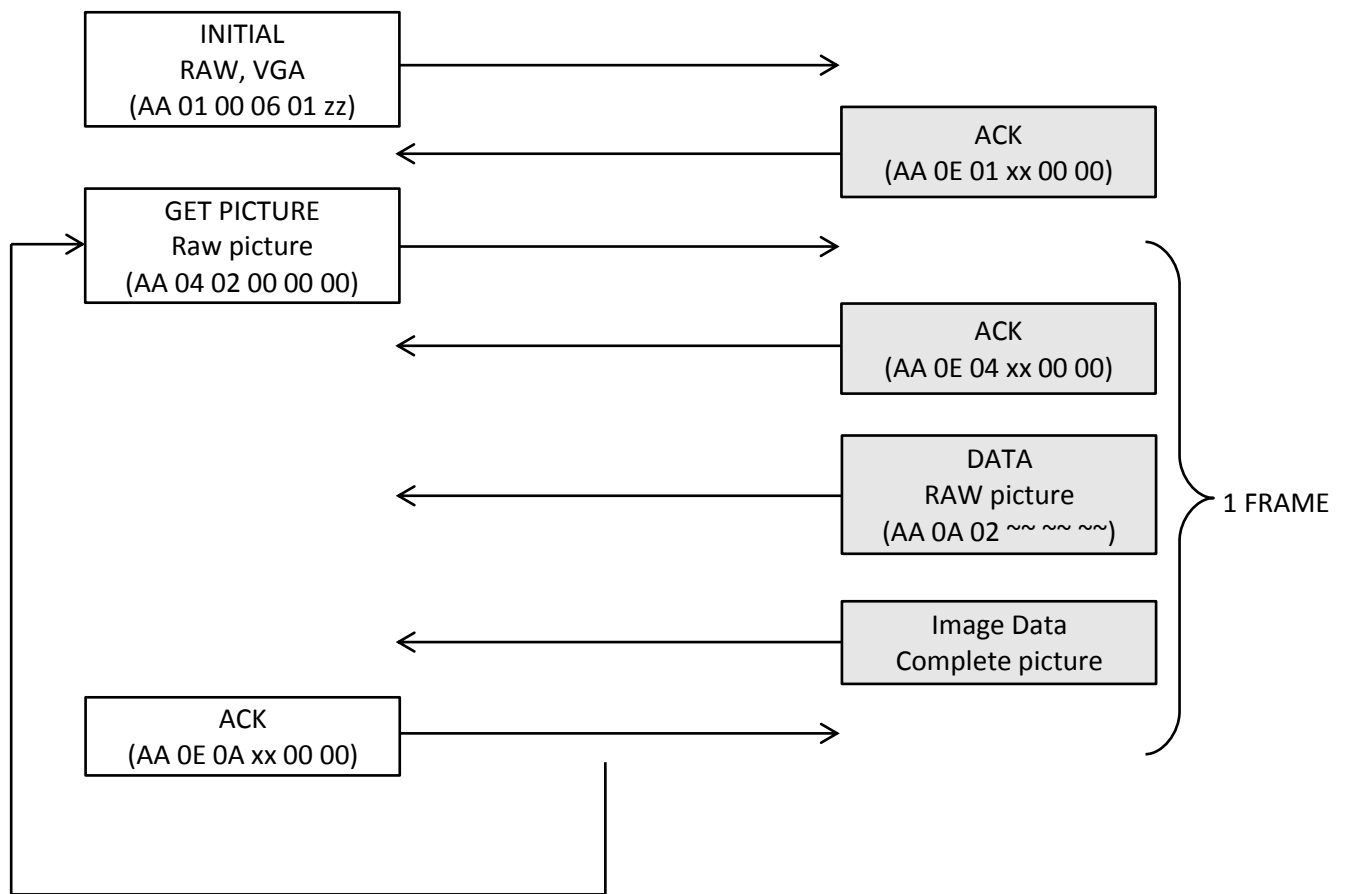 INITIAL
RAW, VGA
(AA 01 00 06 01 zz)
ACK
(AA 0E 01 xx 00 00)
GET PICTURE
Raw picture
(AA 04 02 00 00 00)
ACK
(AA 0E 04 xx 00 00)
DATA
RAW picture
(AA 0A 02 ~~ ~~ ~~)
1 FRAME
Image Data
Complete picture
ACK
(AA 0E 0A xx 00 00)